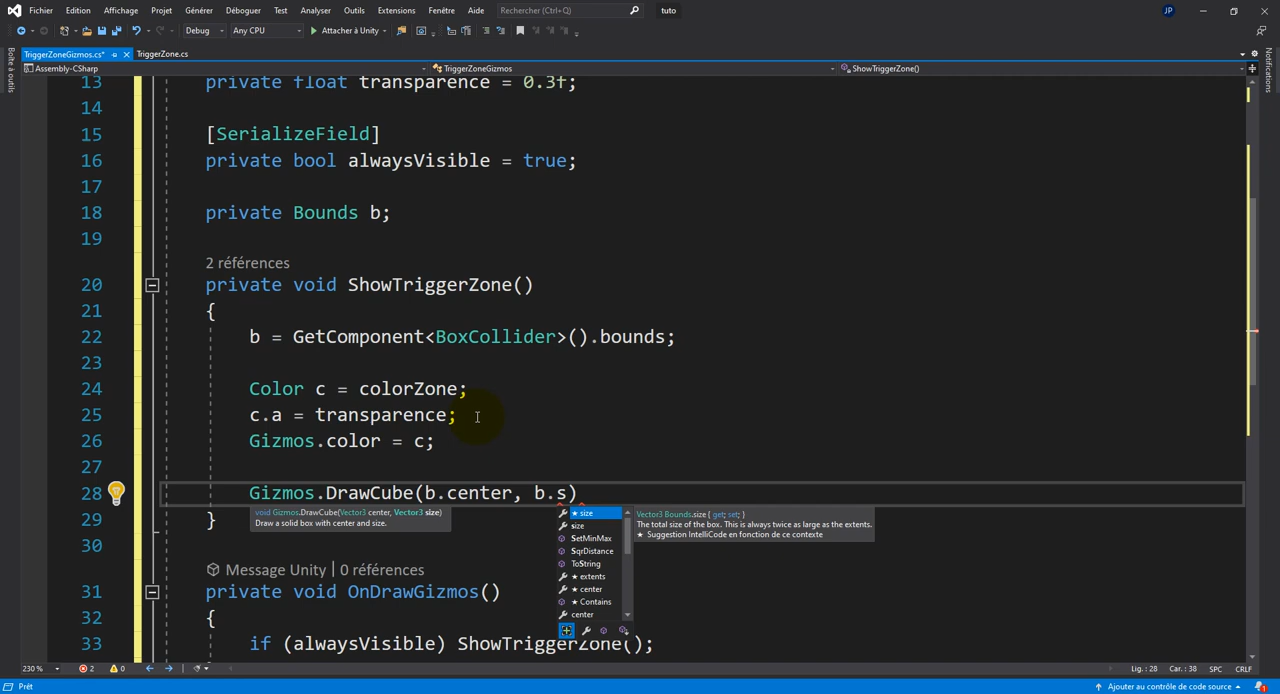 Fichier Edition Affichage Projet Générer Déboguer Test Analyser Outils Extensions Fenêtre Aide Rechercher (Ctrl+Q) tuto JP
Debug Any CPU Attacher à Unity
TriggerZoneGizmos.cs* TriggerZone.cs
Assembly-CSharp TriggerZoneGizmos ShowTriggerZone()
Boîte à outils
Notifications
13 private float transparence = 0.3f;
14
15 [SerializeField]
16 private bool alwaysVisible = true;
17
18 private Bounds b;
19
2 références
20 private void ShowTriggerZone()
21 {
22 b = GetComponent<BoxCollider>().bounds;
23
24 Color c = colorZone;
25 c.a = transparence;
26 Gizmos.color = c;
27
28 Gizmos.DrawCube(b.center, b.s)
void Gizmos.DrawCube(Vector3 center, Vector3 size)
Draw a solid box with center and size.
★ size
size
SetMinMax
SqrDistance
ToString
★ extents
★ center
★ Contains
center
Vector3 Bounds.size { get; set; }
The total size of the box. This is always twice as large as the extents.
★ Suggestion IntelliCode en fonction de ce contexte
29 }
30
Message Unity | 0 références
31 private void OnDrawGizmos()
32 {
33 if (alwaysVisible) ShowTriggerZone();
230 % 2 0 Lig. : 28 Car. : 38 SPC CRLF
Prêt Ajouter au contrôle de code source 1